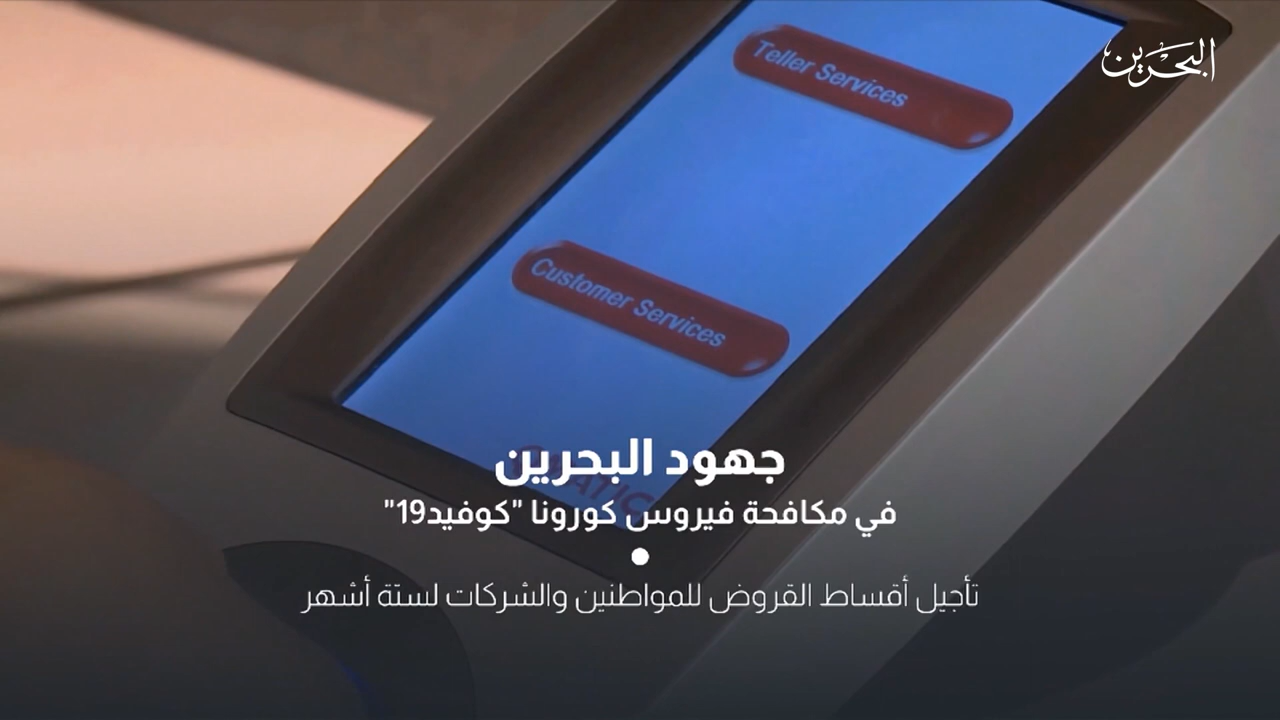 البحرين
Teller Services
Customer Services
جهود البحرين
في مكافحة فيروس كورونا "كوفيد19"
تأجيل أقساط القروض للمواطنين والشركات لستة أشهر